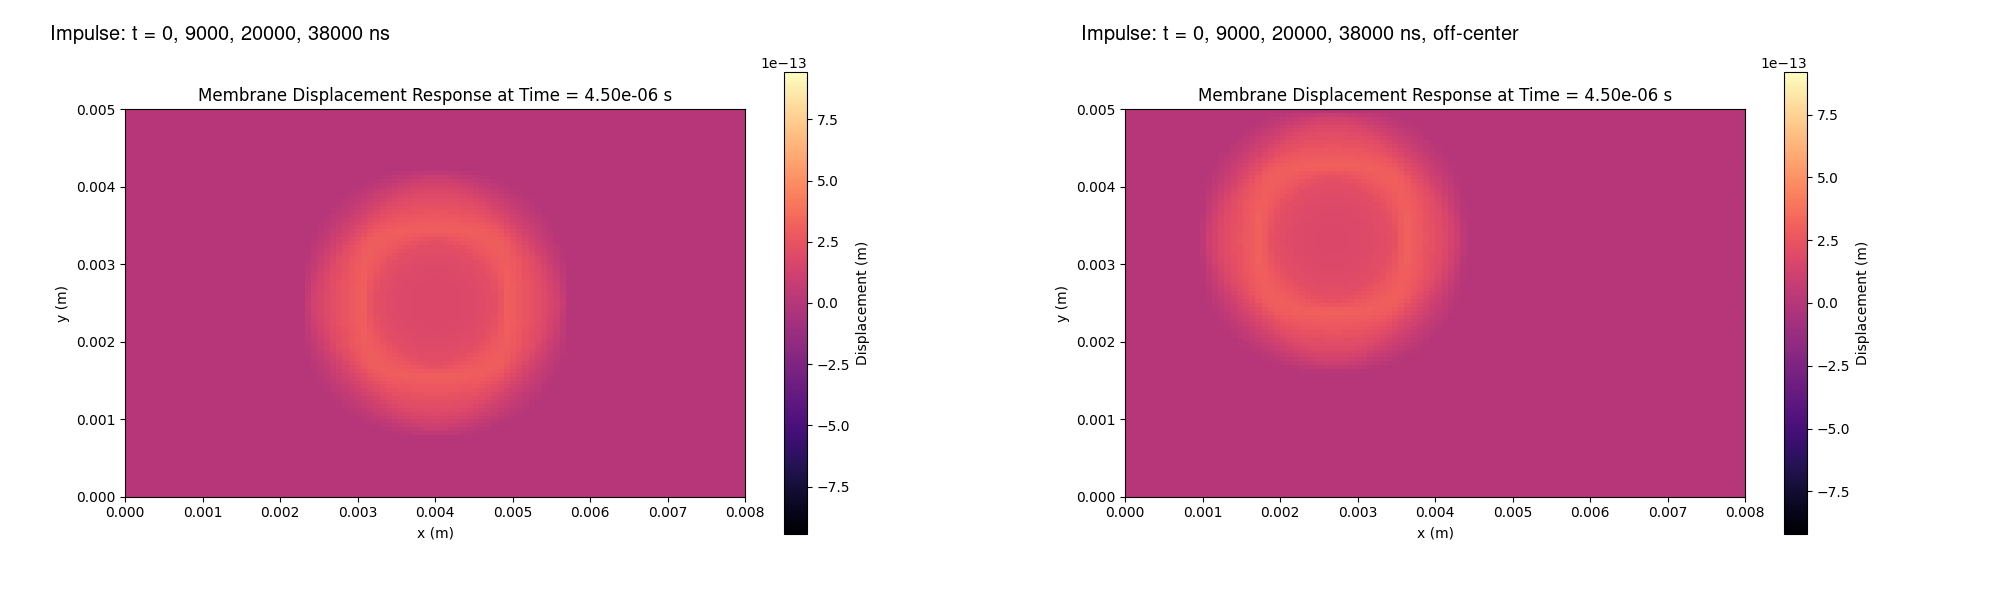 Impulse: t = 0, 9000, 20000, 38000 ns
Impulse: t = 0, 9000, 20000, 38000 ns, off-center
1e−13
Membrane Displacement Response at Time = 4.50e-06 s
0.005
0.004
0.003
0.002
0.001
0.000
y (m)
0.000 0.001 0.002 0.003 0.004 0.005 0.006 0.007 0.008
x (m)
7.5
5.0
2.5
0.0
−2.5
−5.0
−7.5
Displacement (m)
1e−13
Membrane Displacement Response at Time = 4.50e-06 s
0.005
0.004
0.003
0.002
0.001
0.000
y (m)
0.000 0.001 0.002 0.003 0.004 0.005 0.006 0.007 0.008
x (m)
7.5
5.0
2.5
0.0
−2.5
−5.0
−7.5
Displacement (m)